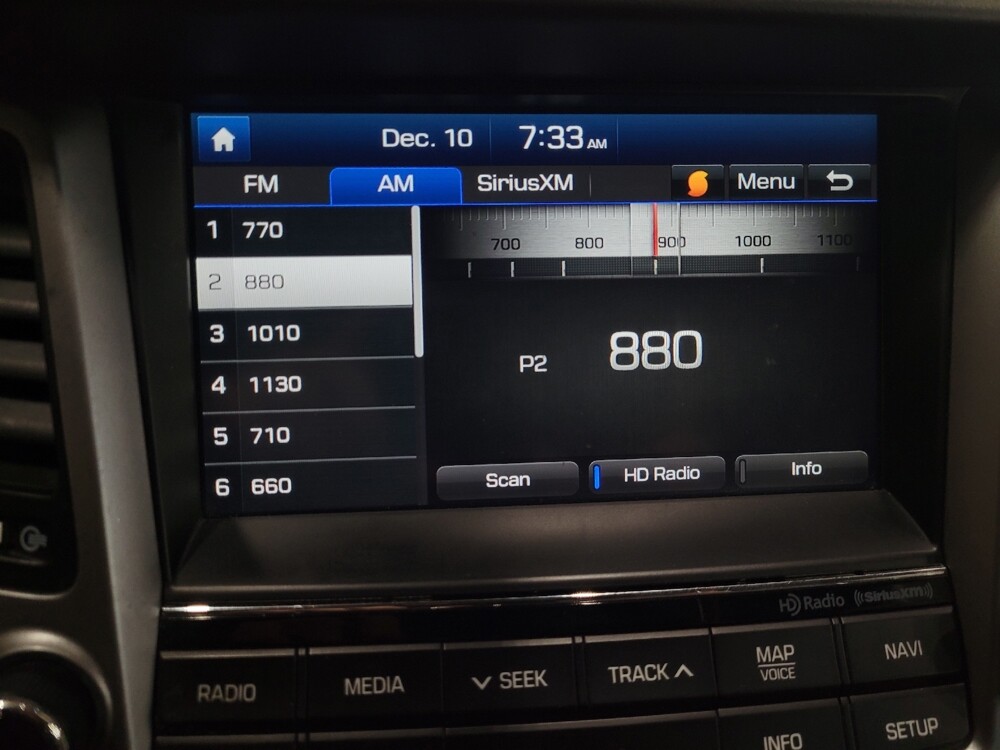 Dec. 10 7:33 AM
FM AM SiriusXM Menu
1 770
2 880
3 1010
4 1130
5 710
6 660
700 800 900 1000 1100
P2 880
Scan HD Radio Info
HD Radio ((SiriusXM))
RADIO MEDIA SEEK TRACK MAP VOICE NAVI
INFO SETUP